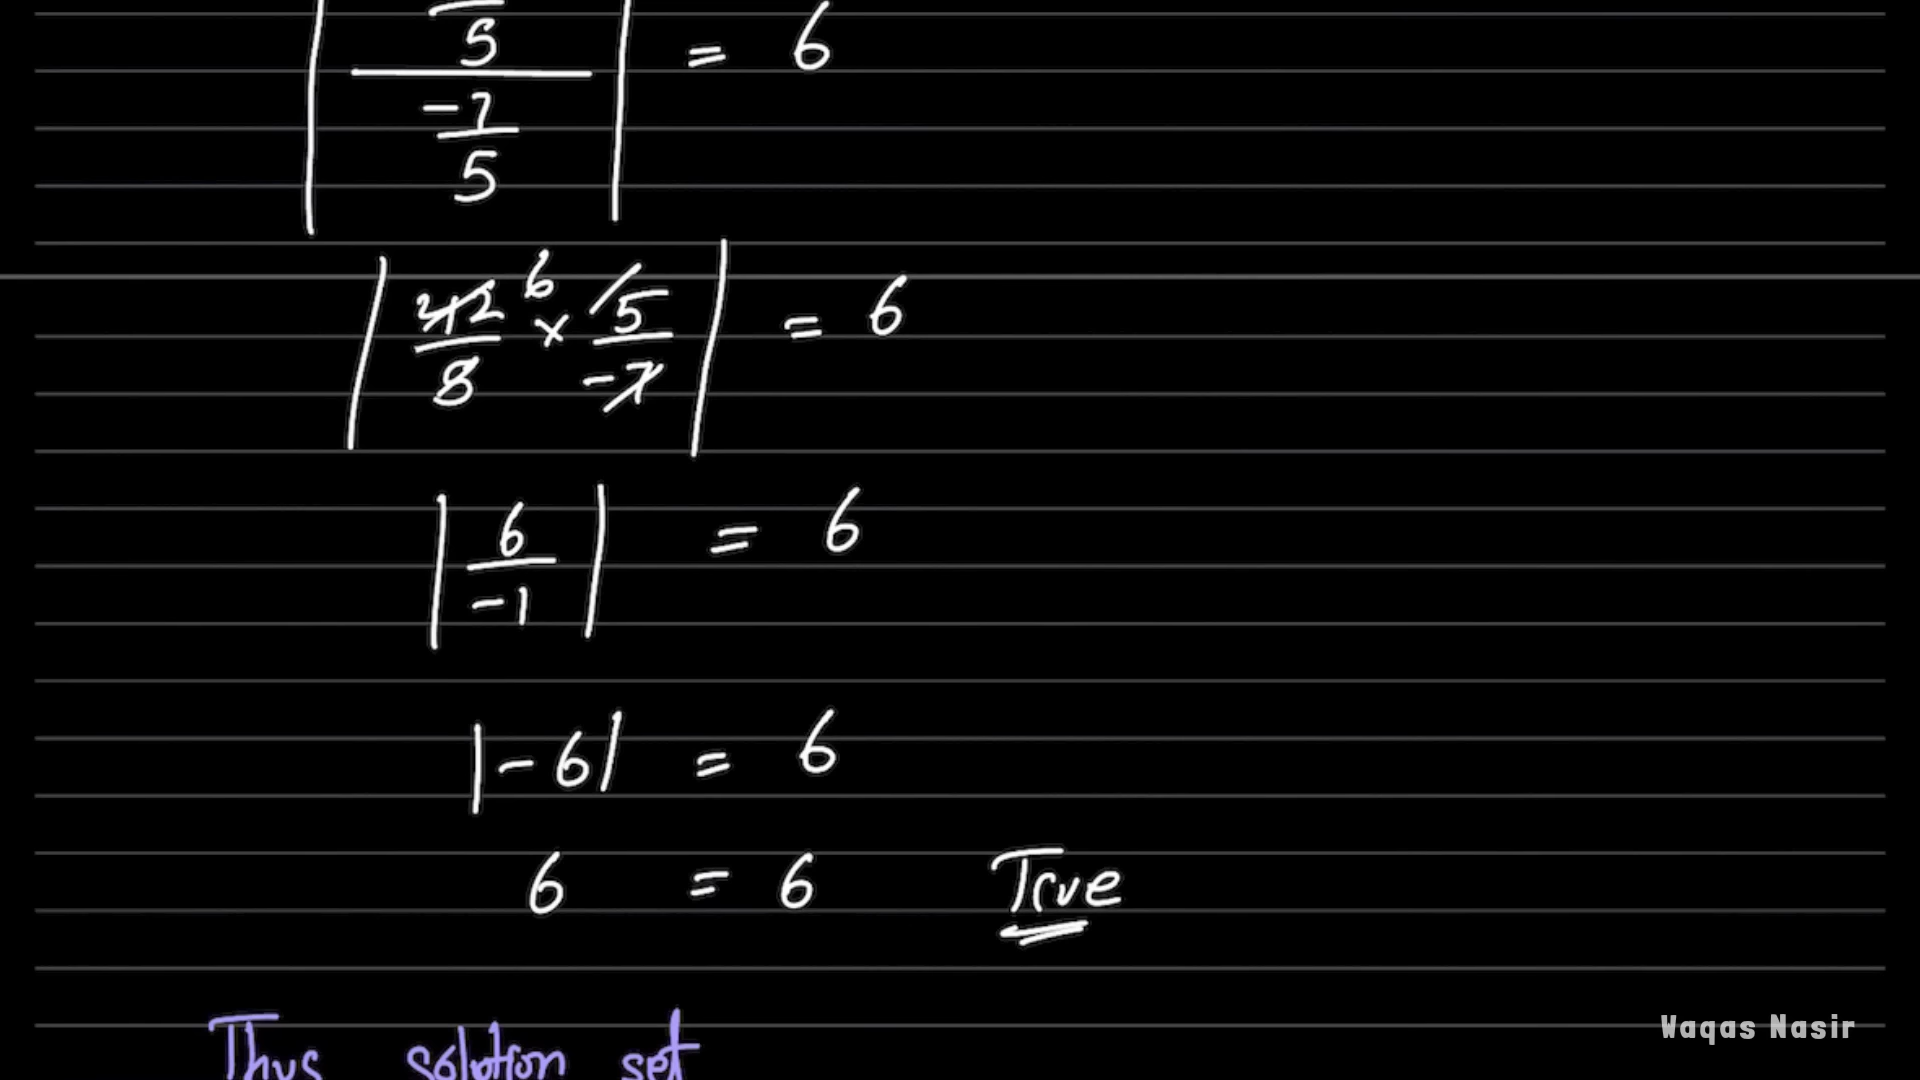 | 5 / (-7/5) | = 6
| 42/8 6 × 5/-7 | = 6
| 6/-1 | = 6
|-6| = 6
6 = 6 True
Thus solution set
Waqas Nasir